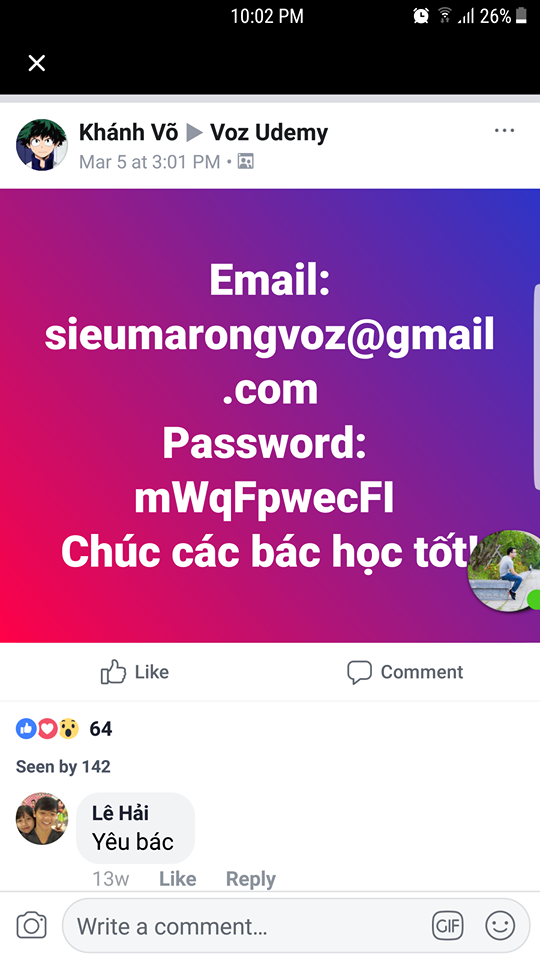 10:02 PM 26%
Khánh Võ ▶ Voz Udemy
Mar 5 at 3:01 PM •
Email:
sieumarongvoz@gmail
.com
Password:
mWqFpwecFI
Chúc các bác học tốt!
Like Comment
64
Seen by 142
Lê Hải
Yêu bác
13w Like Reply
Write a comment... GIF